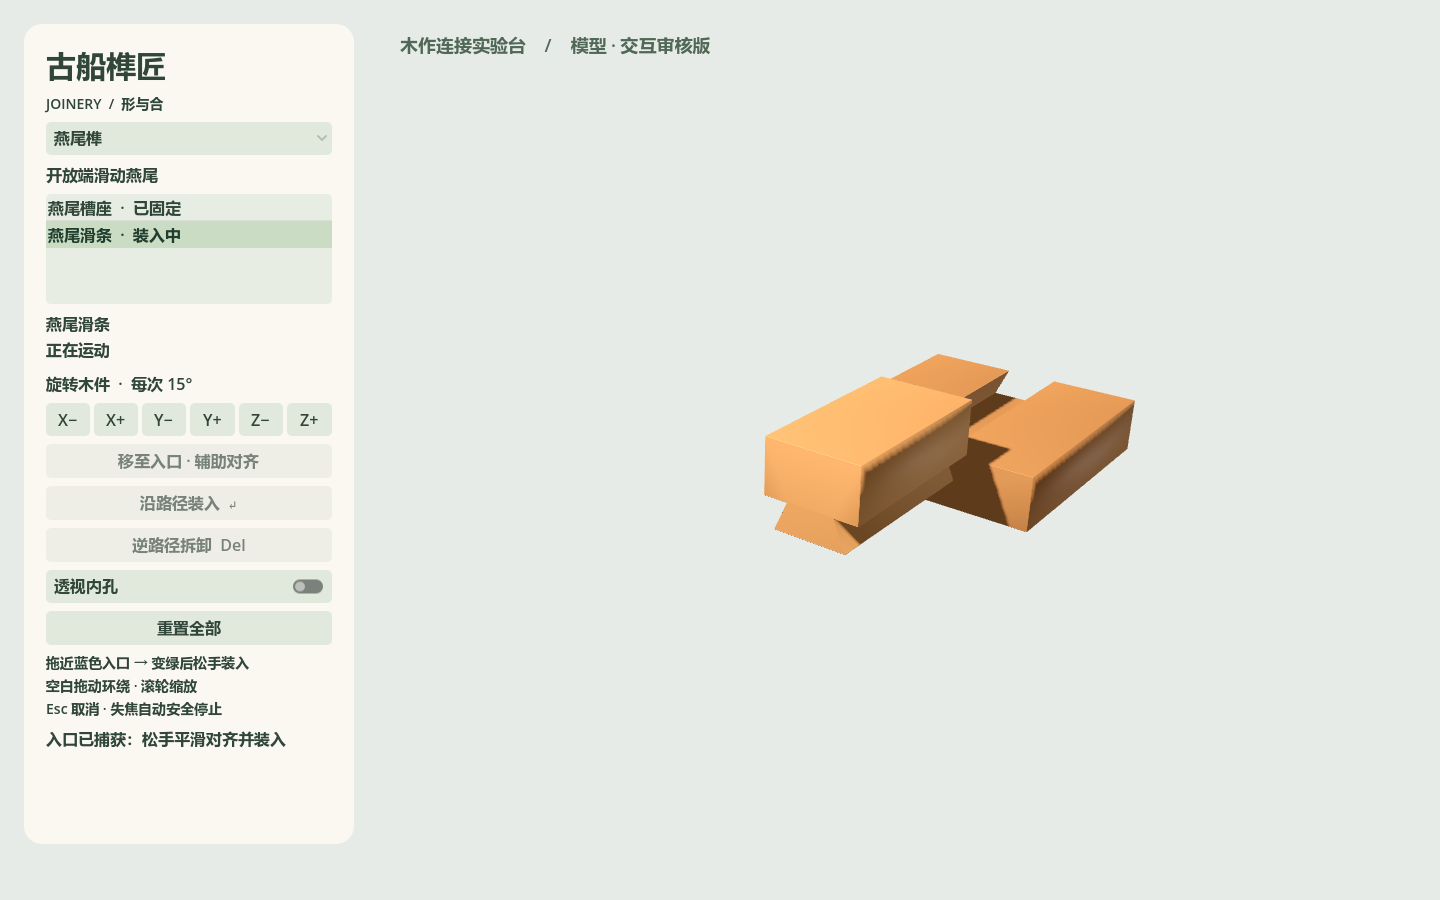 古船榫匠
JOINERY / 形与合
燕尾榫
开放端滑动燕尾
燕尾槽座 · 已固定
燕尾滑条 · 装入中
燕尾滑条
正在运动
旋转木件 · 每次 15°
X− X+ Y− Y+ Z− Z+
移至入口 · 辅助对齐
沿路径装入 ↲
逆路径拆卸 Del
透视内孔
重置全部
拖近蓝色入口 → 变绿后松手装入
空白拖动环绕 · 滚轮缩放
Esc 取消 · 失焦自动安全停止
入口已捕获：松手平滑对齐并装入
木作连接实验台 / 模型 · 交互审核版